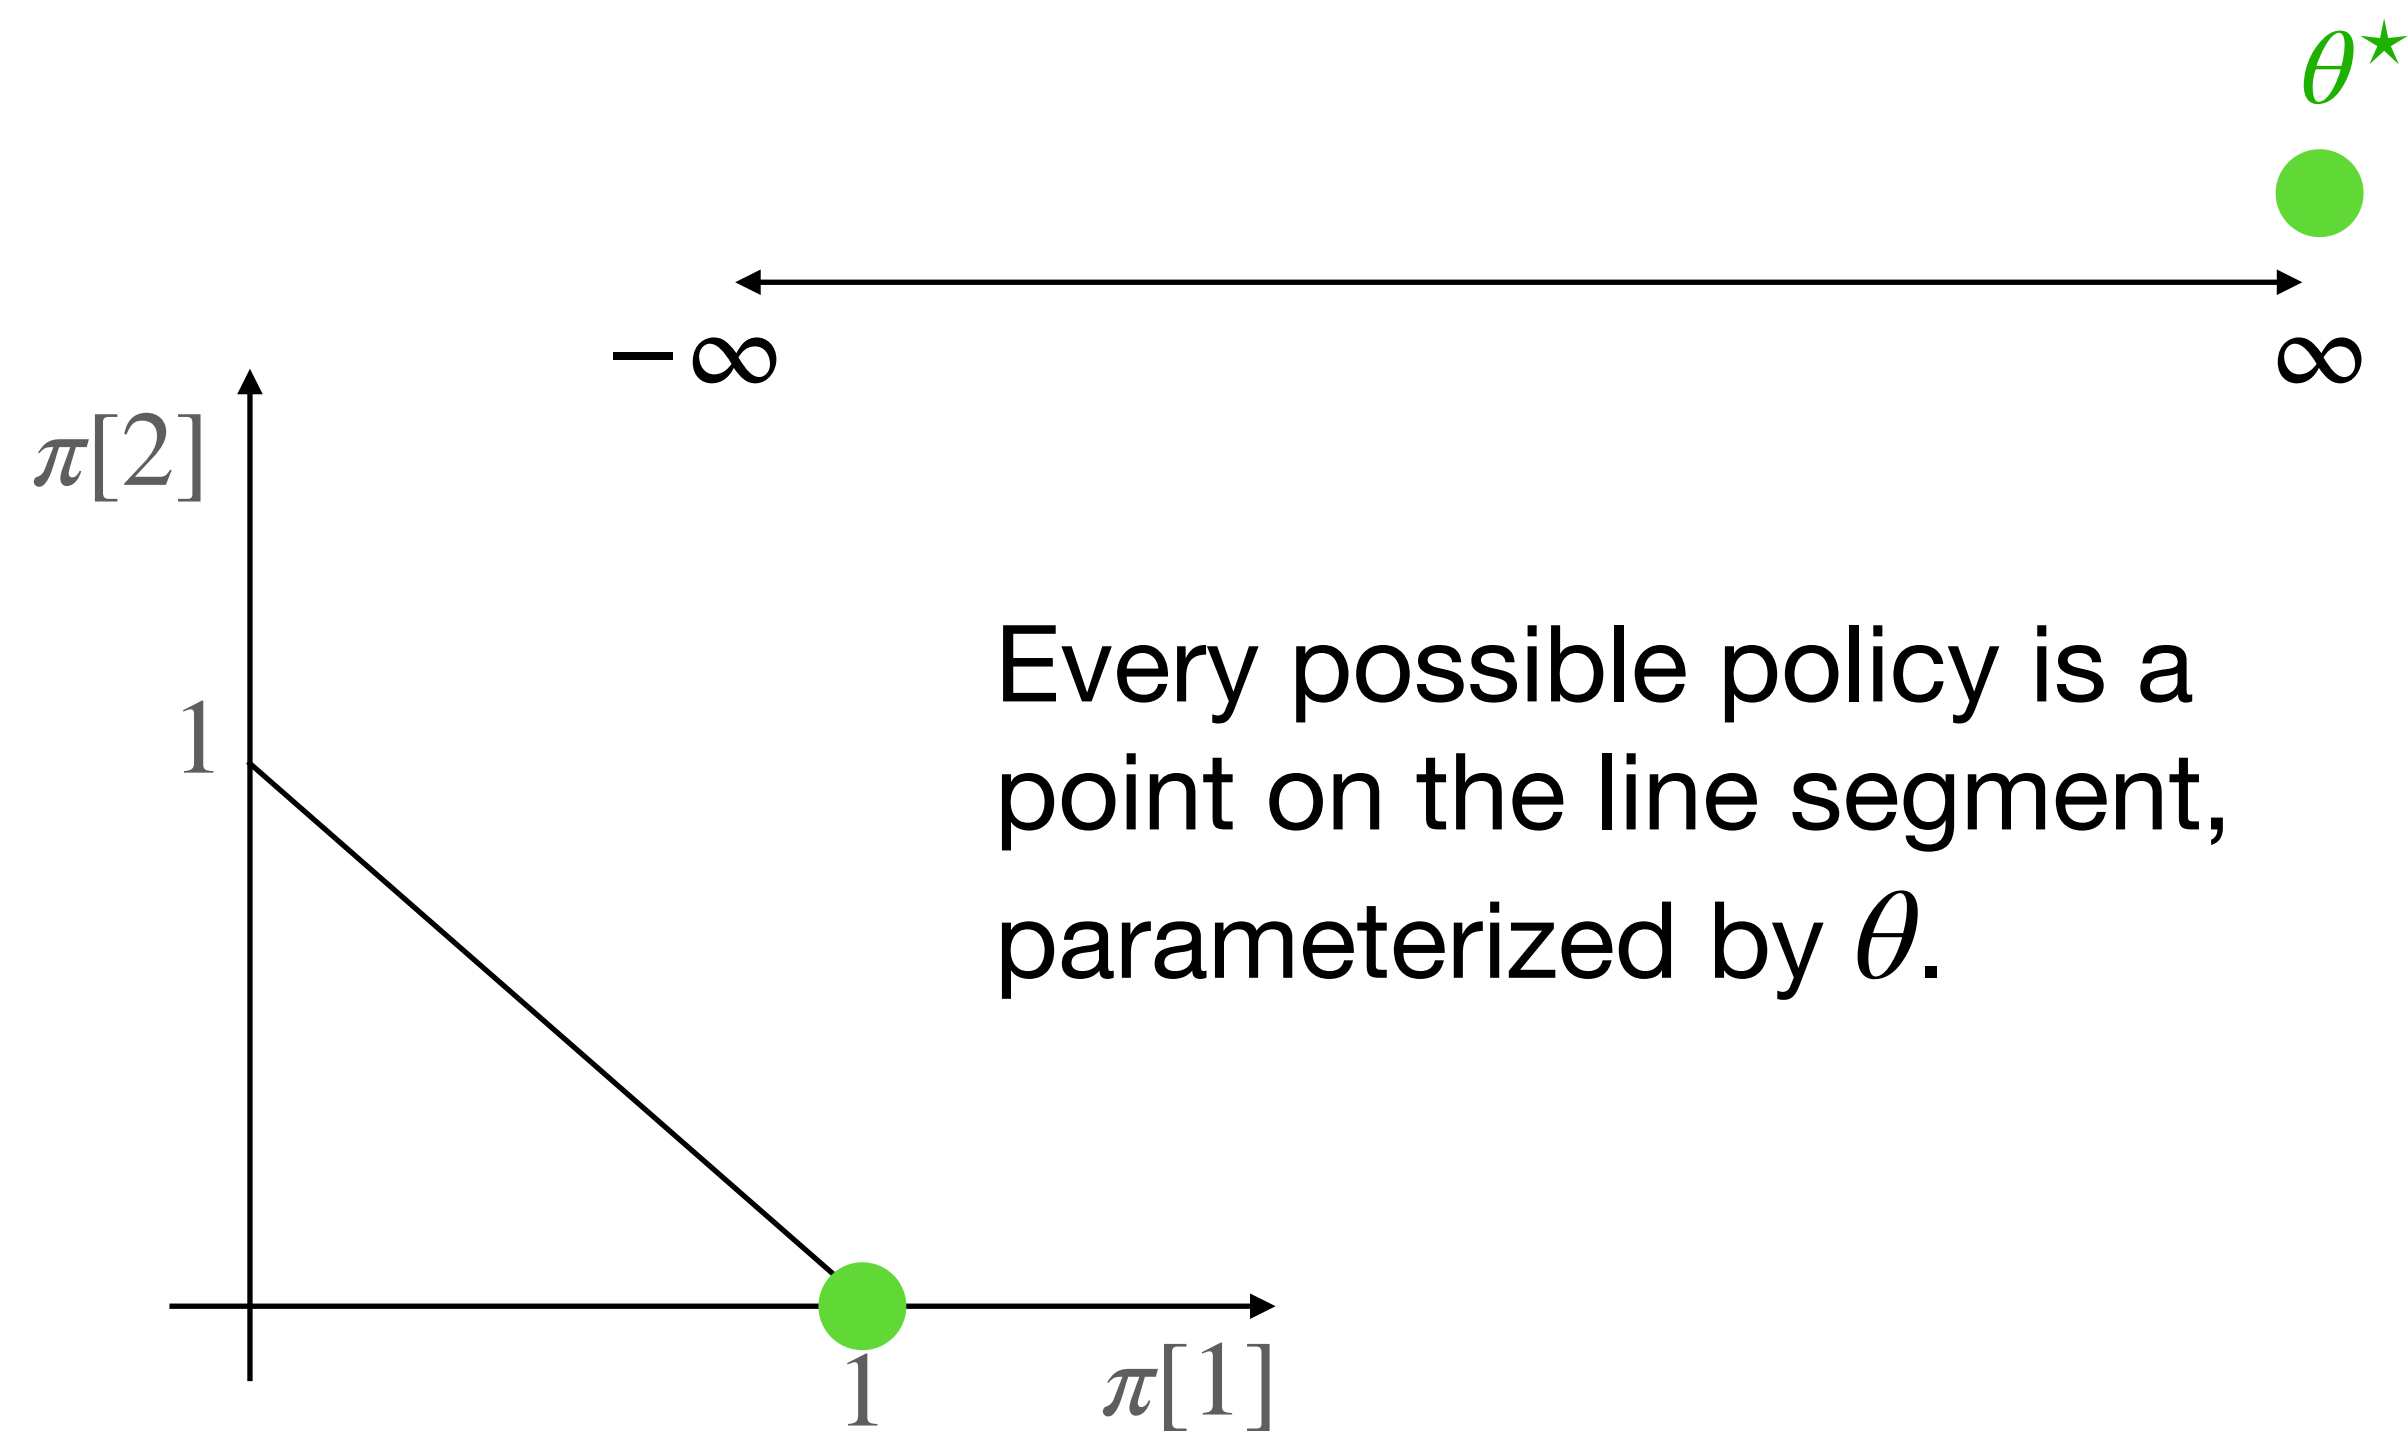 θ★
−∞
∞
π[2]
Every possible policy is a
1
point on the line segment,
parameterized by θ.
1
π[1]